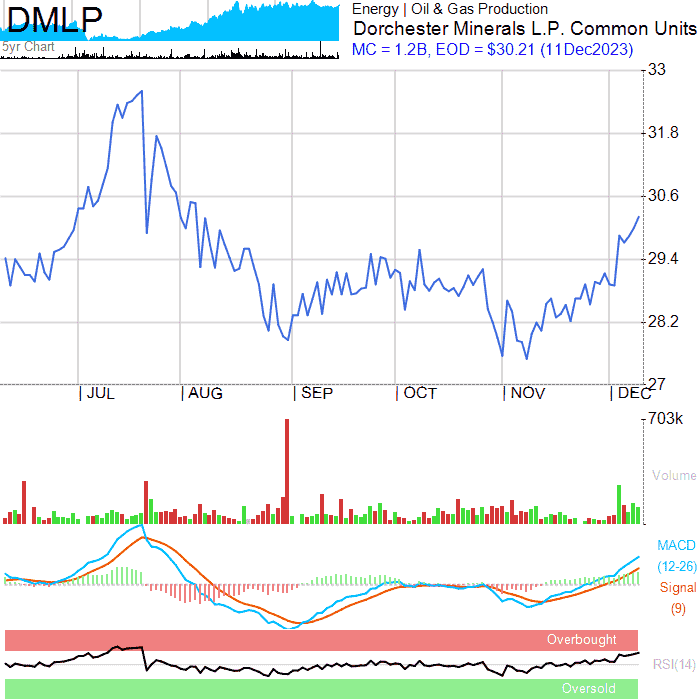 DMLP
5yr Chart
Energy | Oil & Gas Production
Dorchester Minerals L.P. Common Units
MC = 1.2B, EOD = $30.21 (11Dec2023)
33
31.8
30.6
29.4
28.2
27
| JUL
| AUG
| SEP
| OCT
| NOV
| DEC
703k
Volume
MACD
(12-26)
Signal
(9)
Overbought
RSI(14)
Oversold